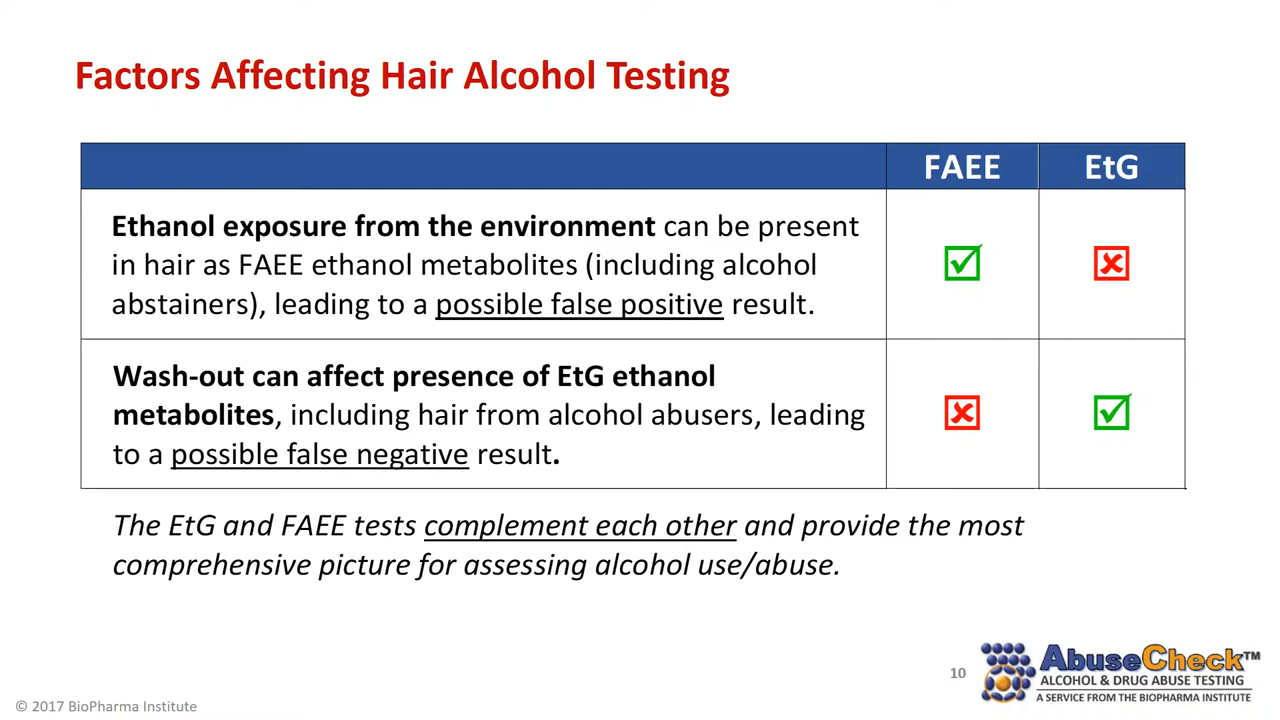 Factors Affecting Hair Alcohol Testing
FAEE EtG
Ethanol exposure from the environment can be present
in hair as FAEE ethanol metabolites (including alcohol
abstainers), leading to a possible false positive result.
Wash-out can affect presence of EtG ethanol
metabolites, including hair from alcohol abusers, leading
to a possible false negative result.
The EtG and FAEE tests complement each other and provide the most
comprehensive picture for assessing alcohol use/abuse.
10
AbuseCheck™
ALCOHOL & DRUG ABUSE TESTING
A SERVICE FROM THE BIOPHARMA INSTITUTE
© 2017 BioPharma Institute